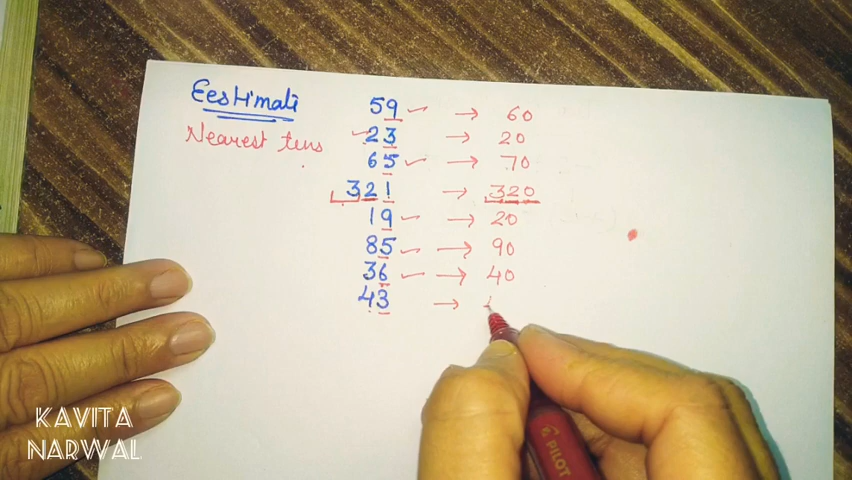 Eestimati
Nearest tens
59 → 60
23 → 20
65 → 70
321 → 320
19 → 20
85 → 90
36 → 40
43 →
PILOT
KAVITA
NARWAL